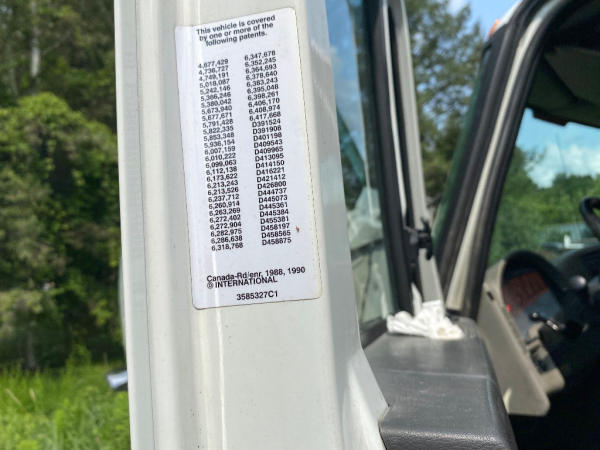 This vehicle is covered
by one or more of the
following patents.
4,677,429 6,347,678
4,736,727 6,352,245
4,749,191 6,364,693
5,018,087 6,378,640
5,242,146 6,383,243
5,386,246 6,395,048
5,380,042 6,398,261
5,673,940 6,406,170
5,677,671 6,408,974
5,791,428 6,417,668
5,822,335 D391524
5,853,348 D391908
5,936,154 D401198
6,007,159 D409543
6,010,222 D409965
6,099,063 D413095
6,112,138 D414150
6,173,622 D416221
6,213,243 D421412
6,213,526 D426800
6,237,712 D444737
6,260,914 D445073
6,263,269 D445361
6,272,402 D445384
6,272,904 D455381
6,282,975 D458197
6,286,638 D458565
6,318,768 D458875
Canada-Rd/enr, 1988, 1990
© INTERNATIONAL
3585327C1